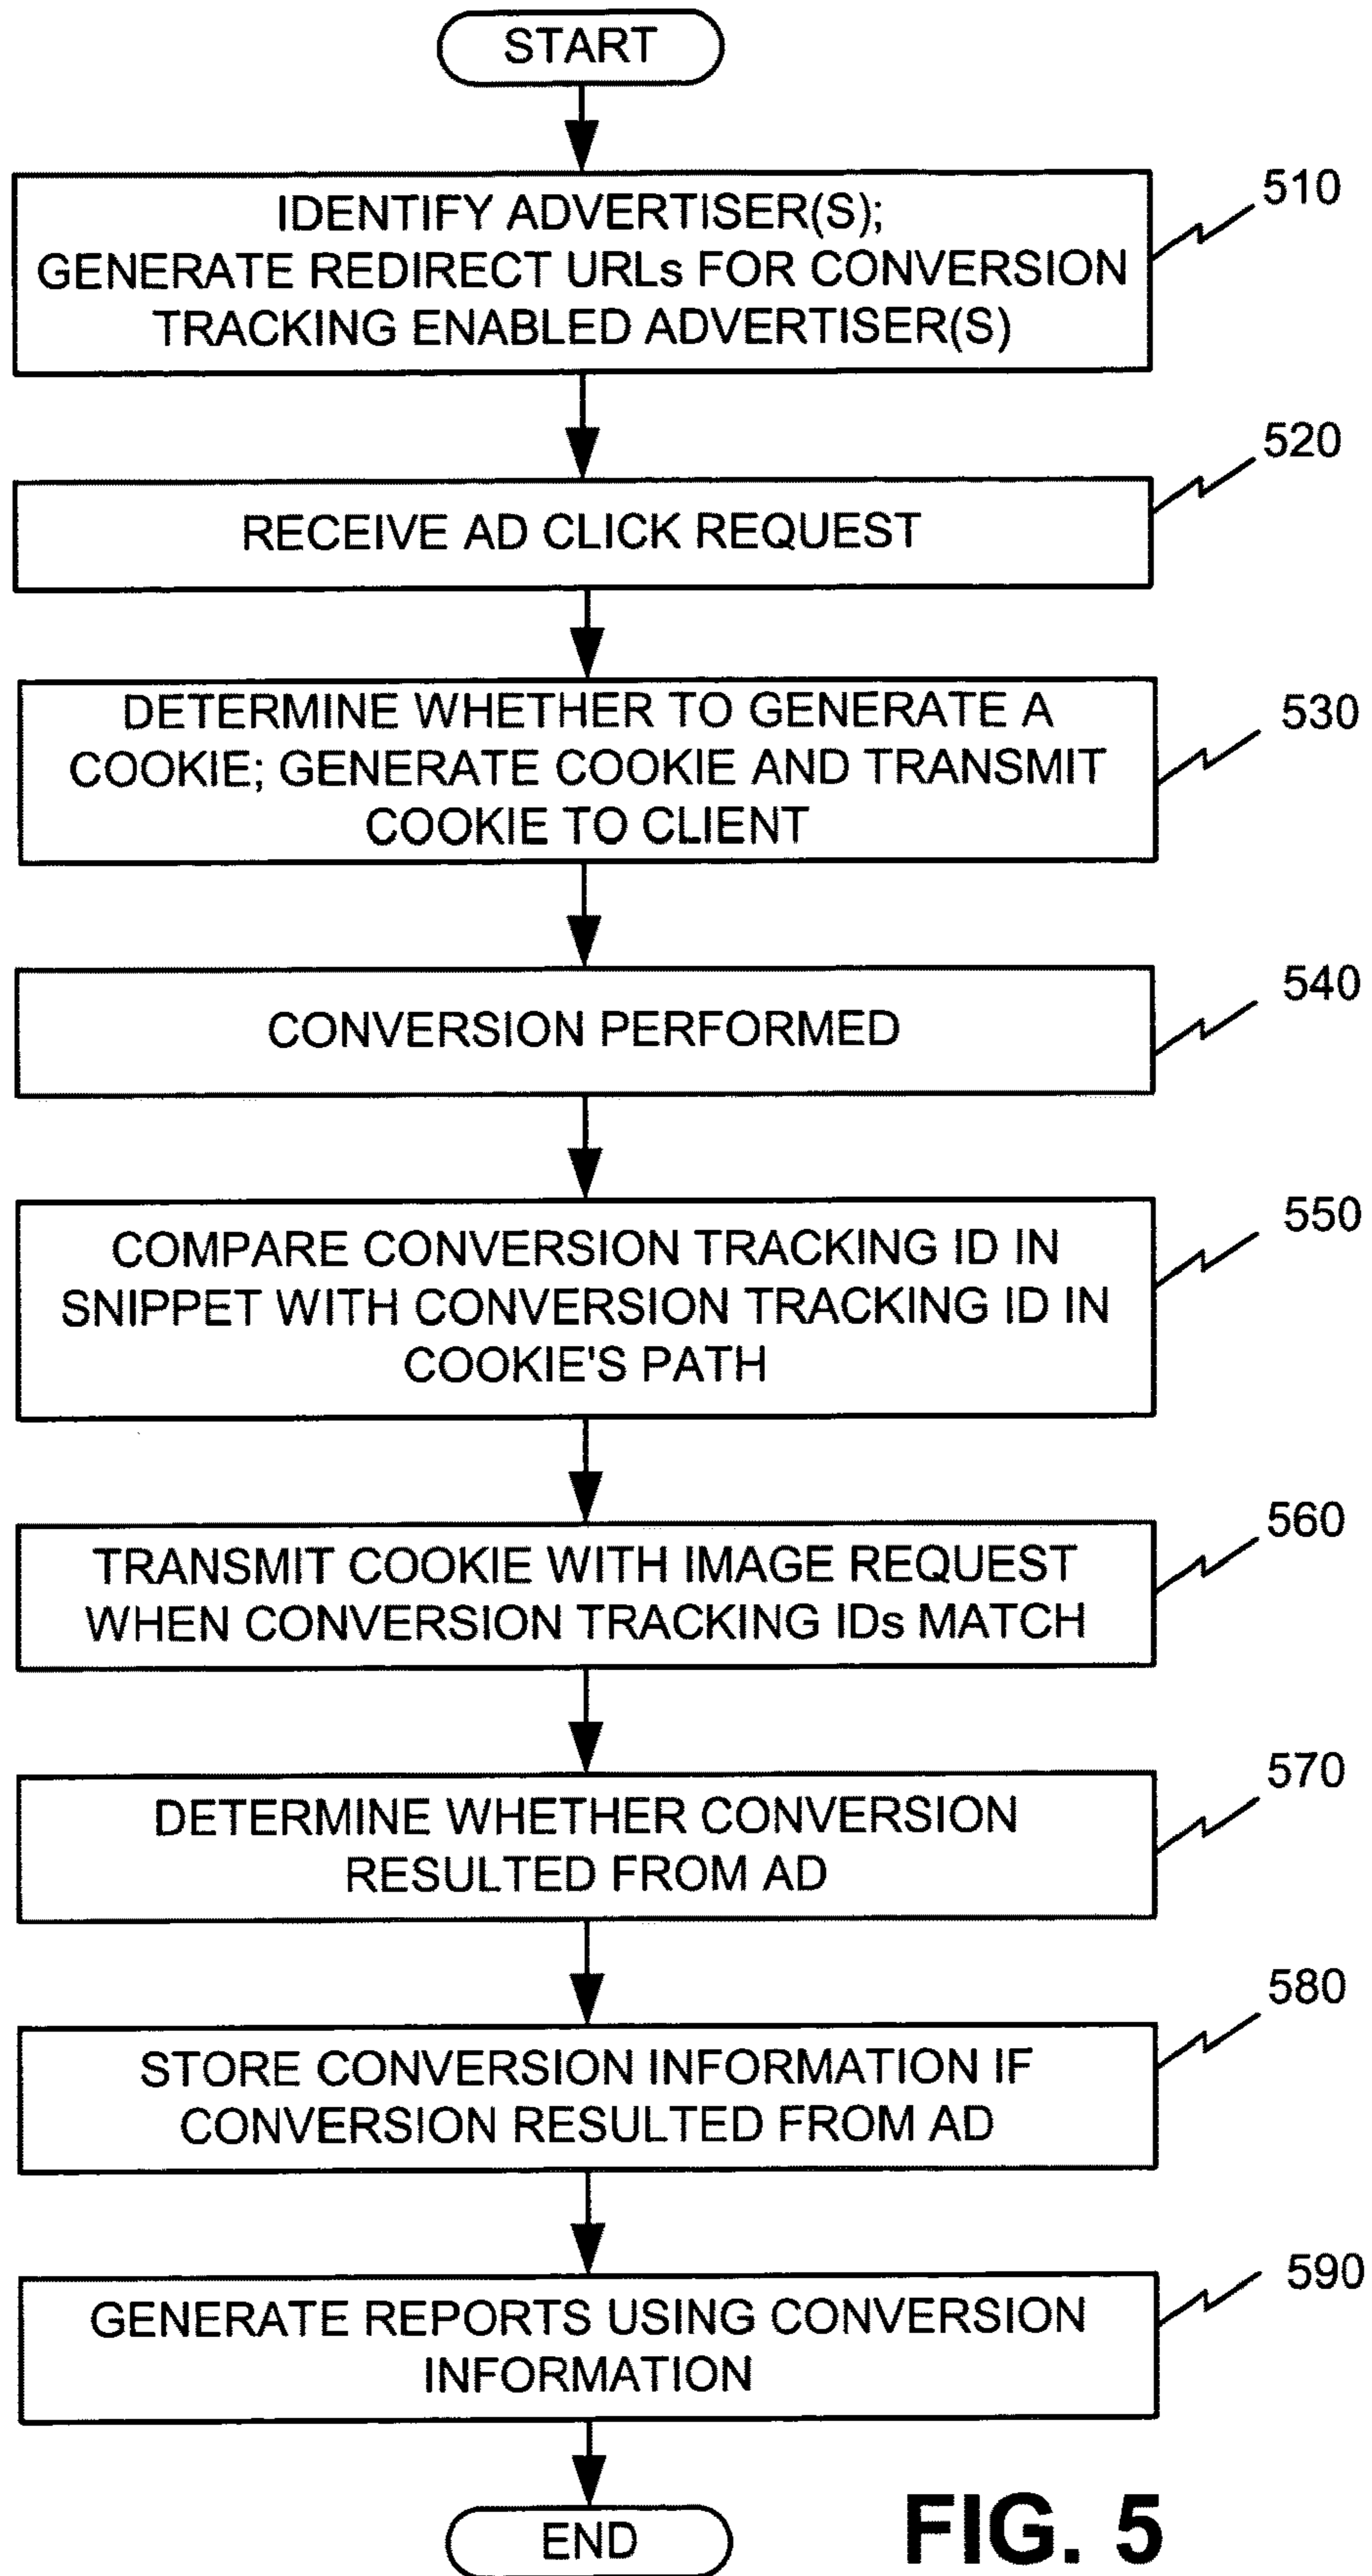 START
IDENTIFY ADVERTISER(S);
GENERATE REDIRECT URLs FOR CONVERSION
TRACKING ENABLED ADVERTISER(S)
510
RECEIVE AD CLICK REQUEST
520
DETERMINE WHETHER TO GENERATE A
COOKIE; GENERATE COOKIE AND TRANSMIT
COOKIE TO CLIENT
530
CONVERSION PERFORMED
540
COMPARE CONVERSION TRACKING ID IN
SNIPPET WITH CONVERSION TRACKING ID IN
COOKIE'S PATH
550
TRANSMIT COOKIE WITH IMAGE REQUEST
WHEN CONVERSION TRACKING IDs MATCH
560
DETERMINE WHETHER CONVERSION
RESULTED FROM AD
570
STORE CONVERSION INFORMATION IF
CONVERSION RESULTED FROM AD
580
GENERATE REPORTS USING CONVERSION
INFORMATION
590
END
FIG. 5